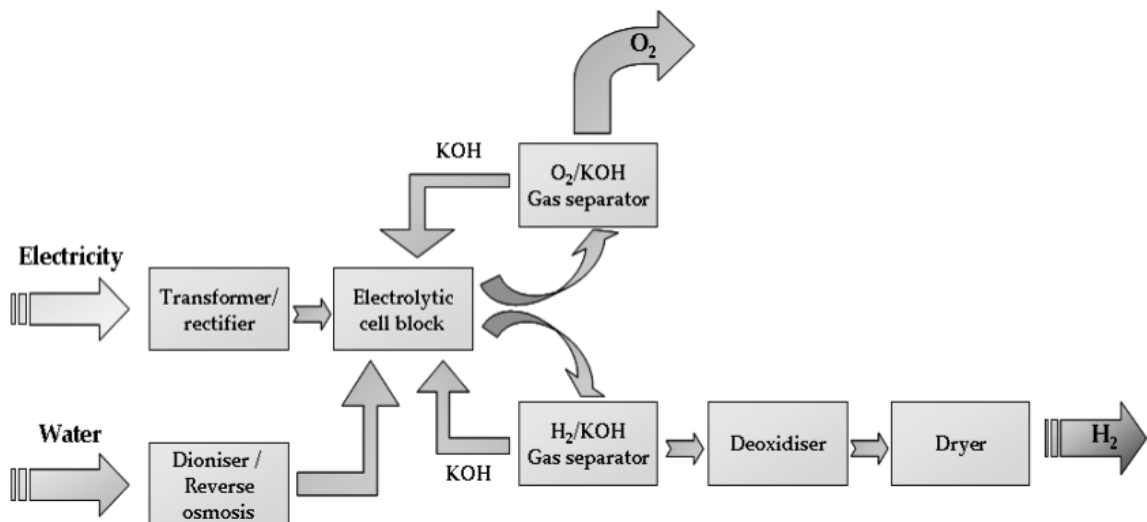 O₂
KOH
O₂/KOH
Gas separator
Electricity
Transformer/
rectifier
Electrolytic
cell block
Water
Dioniser /
Reverse
osmosis
KOH
H₂/KOH
Gas separator
Deoxidiser
Dryer
H₂